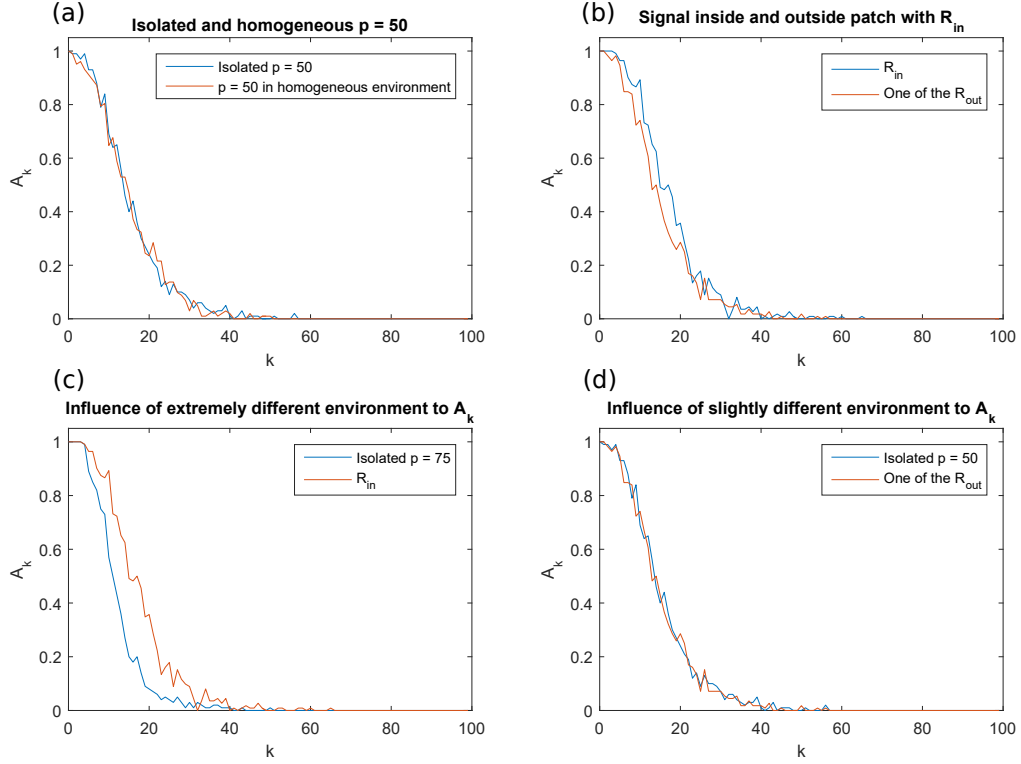 (a)
Isolated and homogeneous p = 50
Isolated p = 50
p = 50 in homogeneous environment
1
0.8
0.6
0.4
0.2
0
A_k
0 20 40 60 80 100
k
(b)
Signal inside and outside patch with R_in
R_in
One of the R_out
1
0.8
0.6
0.4
0.2
0
A_k
0 20 40 60 80 100
k
(c)
Influence of extremely different environment to A_k
Isolated p = 75
R_in
1
0.8
0.6
0.4
0.2
0
A_k
0 20 40 60 80 100
k
(d)
Influence of slightly different environment to A_k
Isolated p = 50
One of the R_out
1
0.8
0.6
0.4
0.2
0
A_k
0 20 40 60 80 100
k